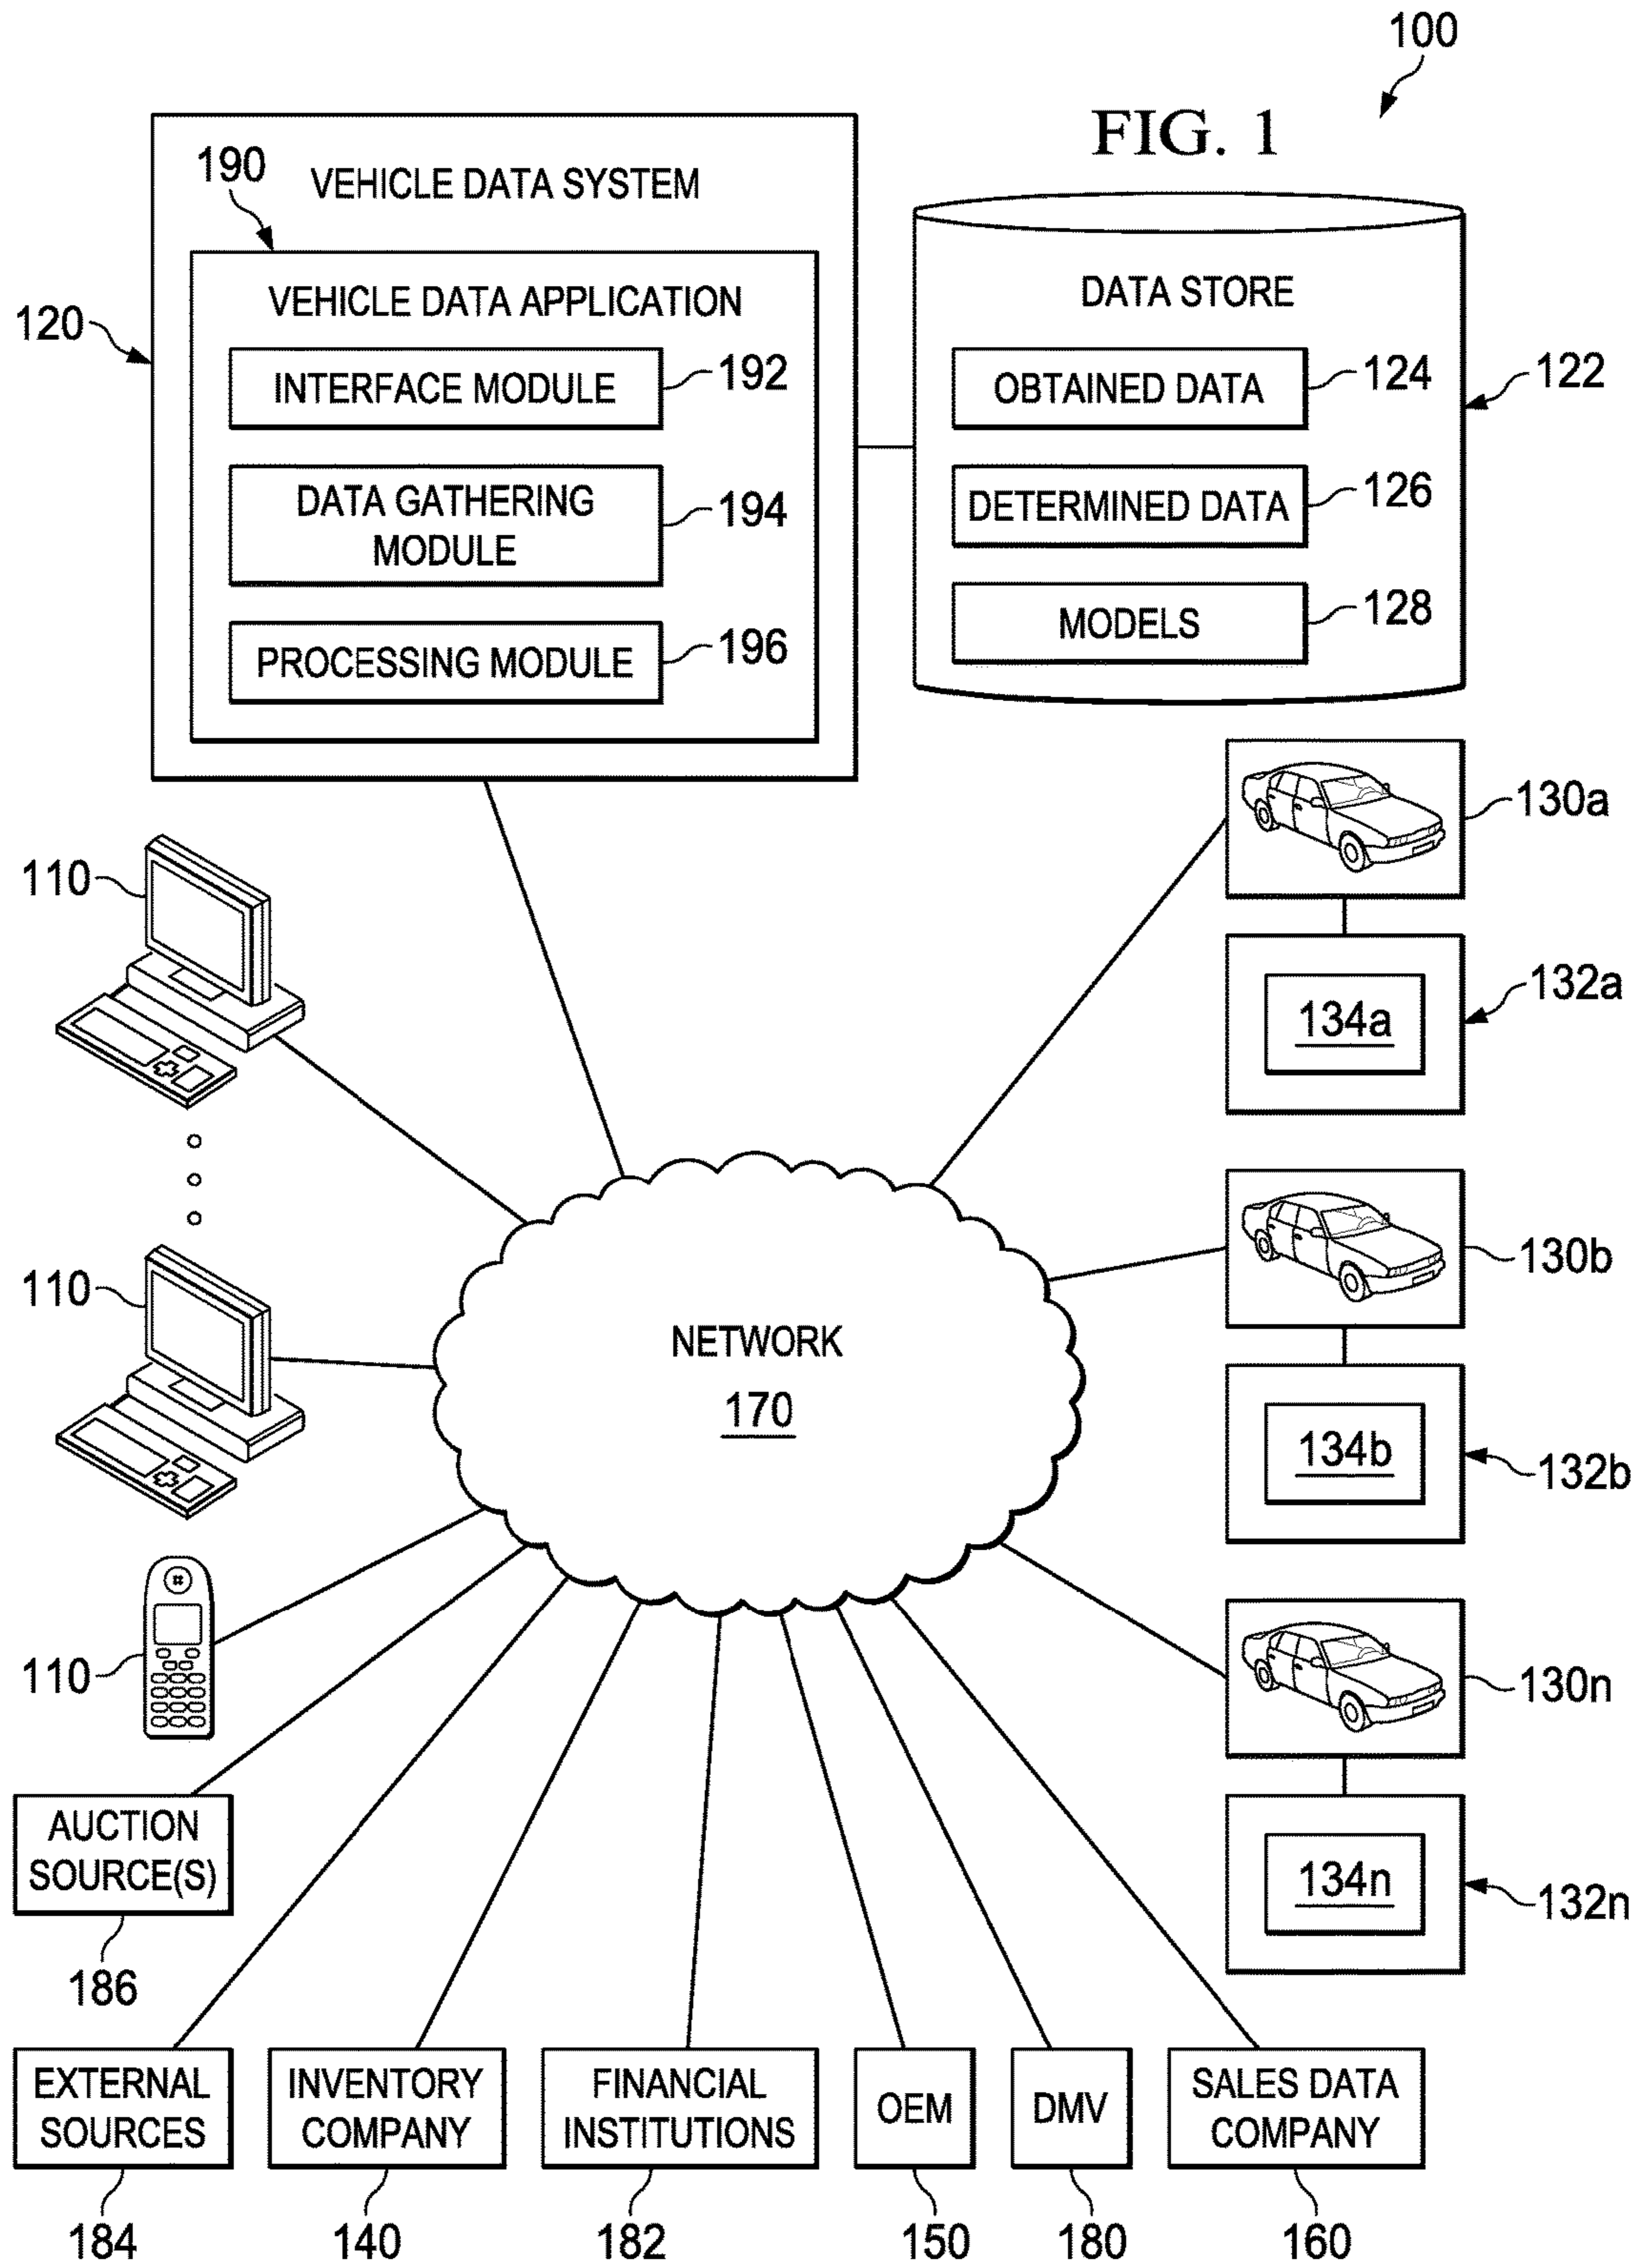 100
FIG. 1
VEHICLE DATA SYSTEM
190
VEHICLE DATA APPLICATION
120
INTERFACE MODULE
192
DATA GATHERING
MODULE
194
PROCESSING MODULE
196
DATA STORE
OBTAINED DATA
124
122
DETERMINED DATA
126
MODELS
128
130a
110
132a
134a
110
130b
NETWORK
170
134b
132b
110
130n
AUCTION
SOURCE(S)
134n
132n
186
EXTERNAL
SOURCES
INVENTORY
COMPANY
FINANCIAL
INSTITUTIONS
OEM
DMV
SALES DATA
COMPANY
184
140
182
150
180
160